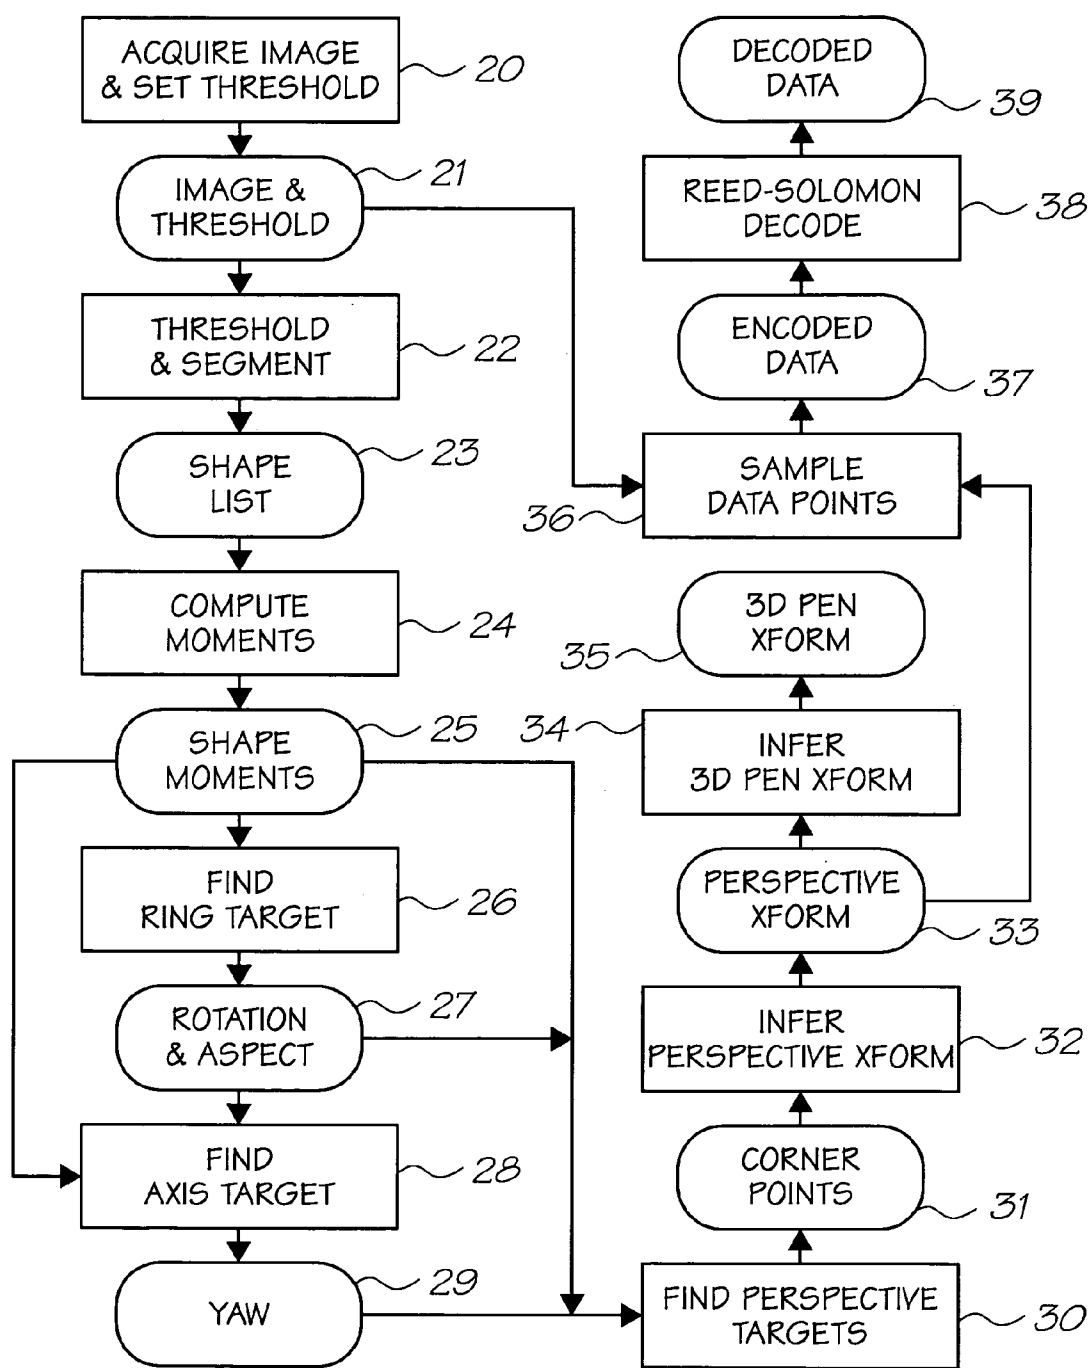 ACQUIRE IMAGE
& SET THRESHOLD
20
IMAGE &
THRESHOLD
21
THRESHOLD
& SEGMENT
22
SHAPE
LIST
23
COMPUTE
MOMENTS
24
SHAPE
MOMENTS
25
FIND
RING TARGET
26
ROTATION
& ASPECT
27
FIND
AXIS TARGET
28
YAW
29
DECODED
DATA
39
REED-SOLOMON
DECODE
38
ENCODED
DATA
37
SAMPLE
DATA POINTS
36
3D PEN
XFORM
35
34
INFER
3D PEN XFORM
PERSPECTIVE
XFORM
33
INFER
PERSPECTIVE XFORM
32
CORNER
POINTS
31
FIND PERSPECTIVE
TARGETS
30